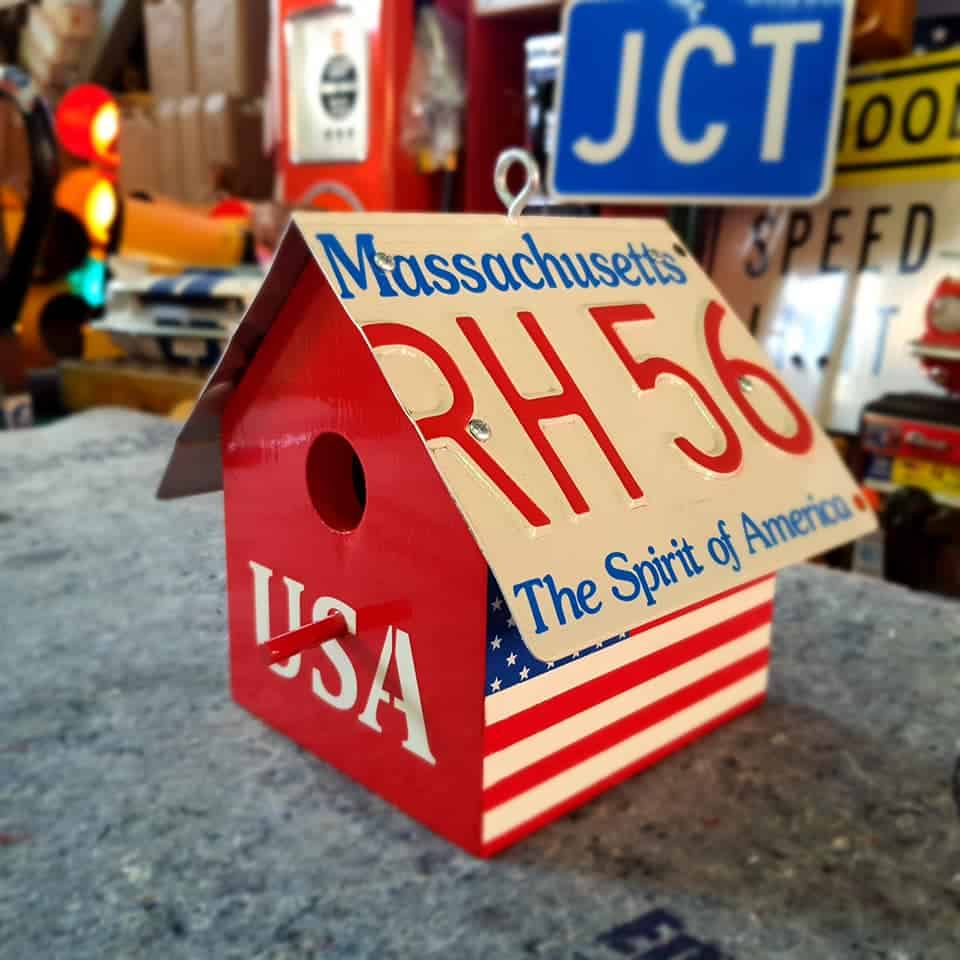 JCT
SPEED
Massachusetts
RH 56
The Spirit of America
USA